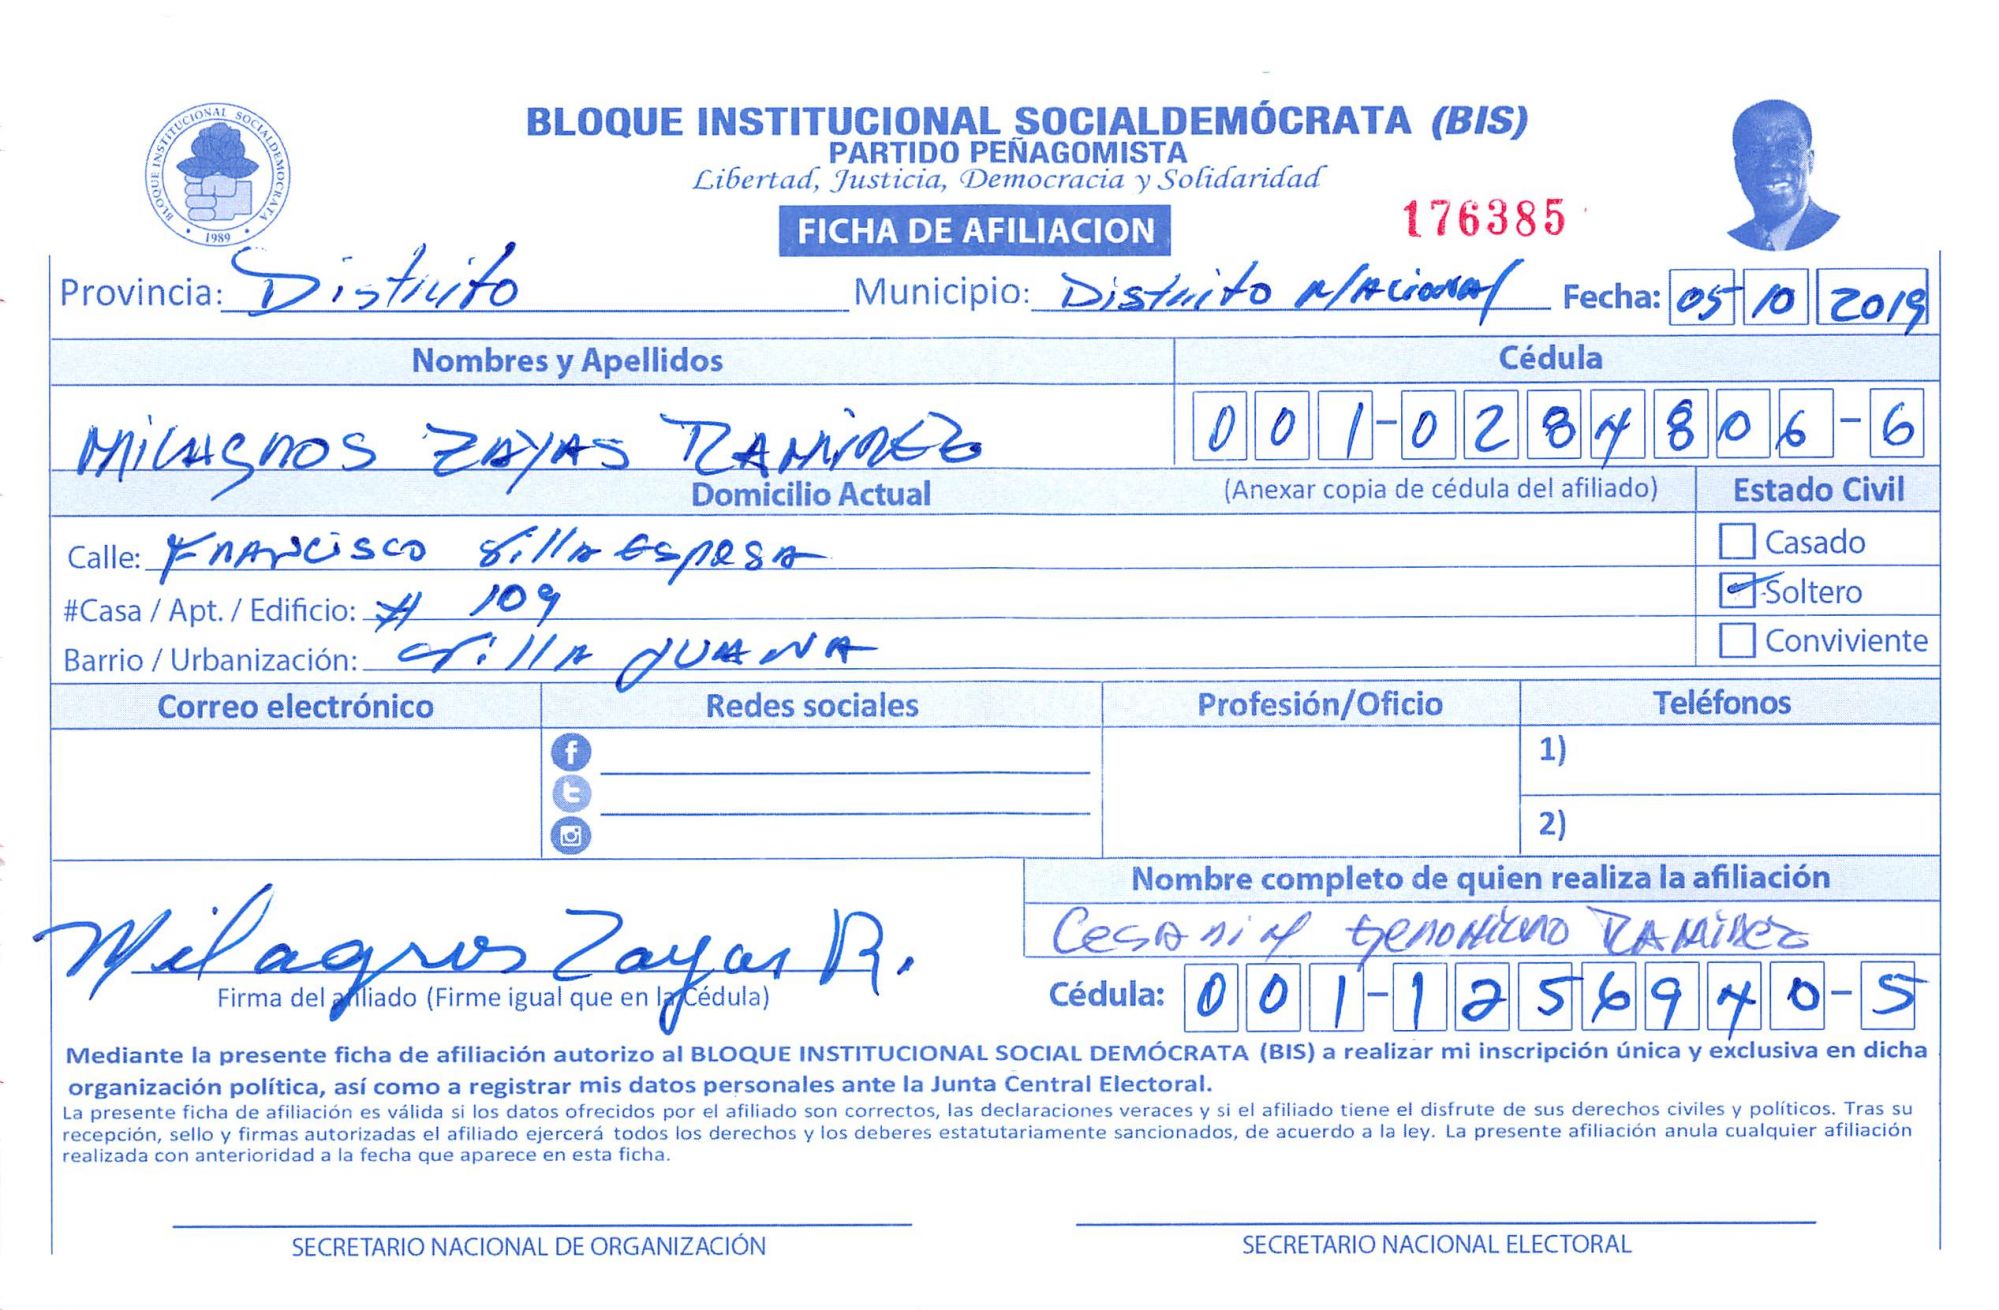 BLOQUE INSTITUCIONAL SOCIALDEMOCRATA
1989
BLOQUE INSTITUCIONAL SOCIALDEMÓCRATA (BIS)
PARTIDO PEÑAGOMISTA
Libertad, Justicia, Democracia y Solidaridad
FICHA DE AFILIACION
176385
Provincia: Distrito Municipio: Distrito Nacional Fecha: 05 10 2019
Nombres y Apellidos Cédula
MILAGROS ZAYAS RAMIREZ 001-0284806-6
Domicilio Actual (Anexar copia de cédula del afiliado) Estado Civil
Calle: FRANCISCO Villa ESPESA Casado
#Casa / Apt. / Edificio: # 109 Soltero
Barrio / Urbanización: Villa JUANA Conviviente
Correo electrónico Redes sociales Profesión/Oficio Teléfonos
1)
2)
Nombre completo de quien realiza la afiliación
RAMIREZ
Milagros Zayas R.
Firma del afiliado (Firme igual que en la Cédula) Cédula: 001-1256940-5
Mediante la presente ficha de afiliación autorizo al BLOQUE INSTITUCIONAL SOCIAL DEMÓCRATA (BIS) a realizar mi inscripción única y exclusiva en dicha
organización política, así como a registrar mis datos personales ante la Junta Central Electoral.
La presente ficha de afiliación es válida si los datos ofrecidos por el afiliado son correctos, las declaraciones veraces y si el afiliado tiene el disfrute de sus derechos civiles y políticos. Tras su
recepción, sello y firmas autorizadas el afiliado ejercerá todos los derechos y los deberes estatutariamente sancionados, de acuerdo a la ley. La presente afiliación anula cualquier afiliación
realizada con anterioridad a la fecha que aparece en esta ficha.
SECRETARIO NACIONAL DE ORGANIZACIÓN SECRETARIO NACIONAL ELECTORAL